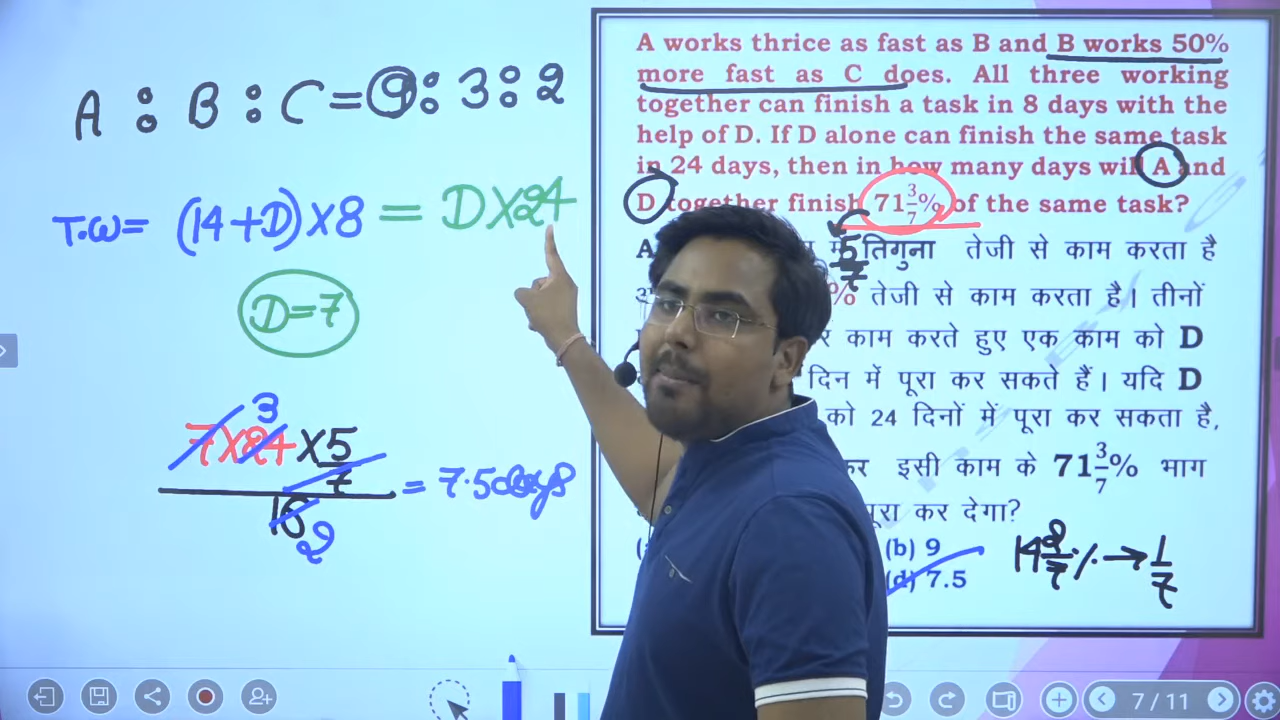 A : B : C = 9 : 3 : 2
T.W = (14 + D) × 8 = D × 24
D = 7
3
7 × 24 × 5/7
= 7.5 days
16
2
A works thrice as fast as B and B works 50%
more fast as C does. All three working
together can finish a task in 8 days with the
help of D. If D alone can finish the same task
in 24 days, then in how many days will A and
D together finish 71 3/7% of the same task?
5/7
A तिगुना तेजी से काम करता है
% तेजी से काम करता है। तीनों
काम करते हुए एक काम को D
दिन में पूरा कर सकते हैं। यदि D
को 24 दिनों में पूरा कर सकता है,
इसी काम के 71 3/7% भाग
कर देगा?
(b) 9
(d) 7.5
14 2/7 % → 1/7
7 / 11